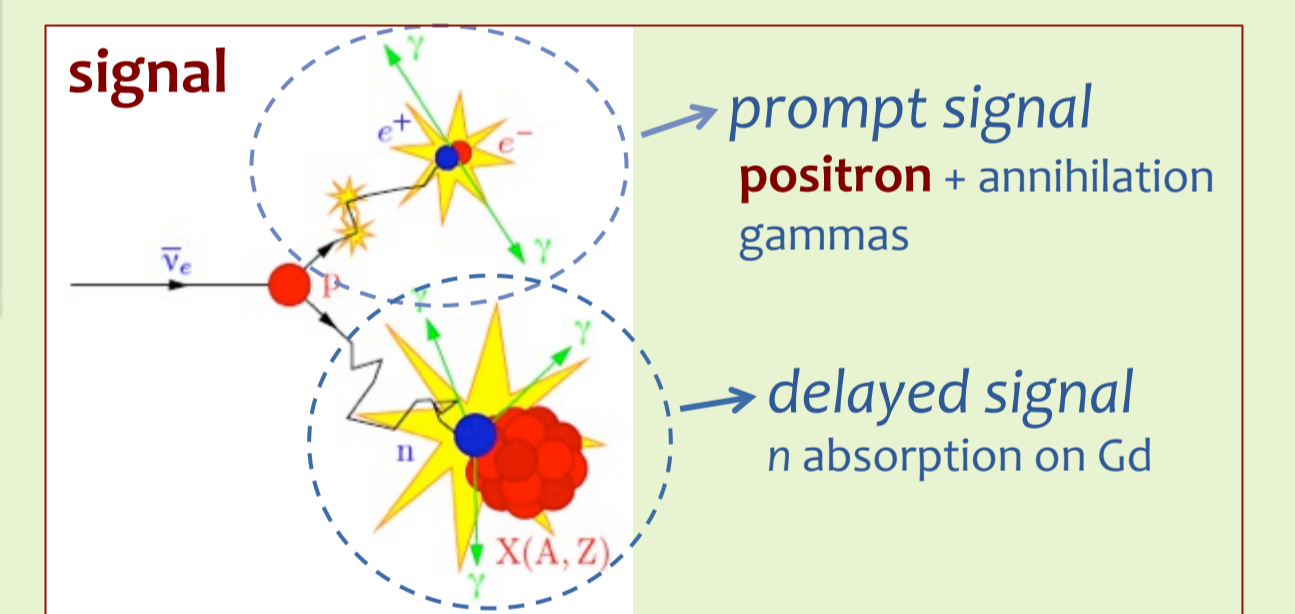 signal
γ
e⁺
e⁻
prompt signal
positron + annihilation
gammas
γ
ν̅ₑ
p
γ
γ
delayed signal
n absorption on Gd
n
X(A, Z)
γ